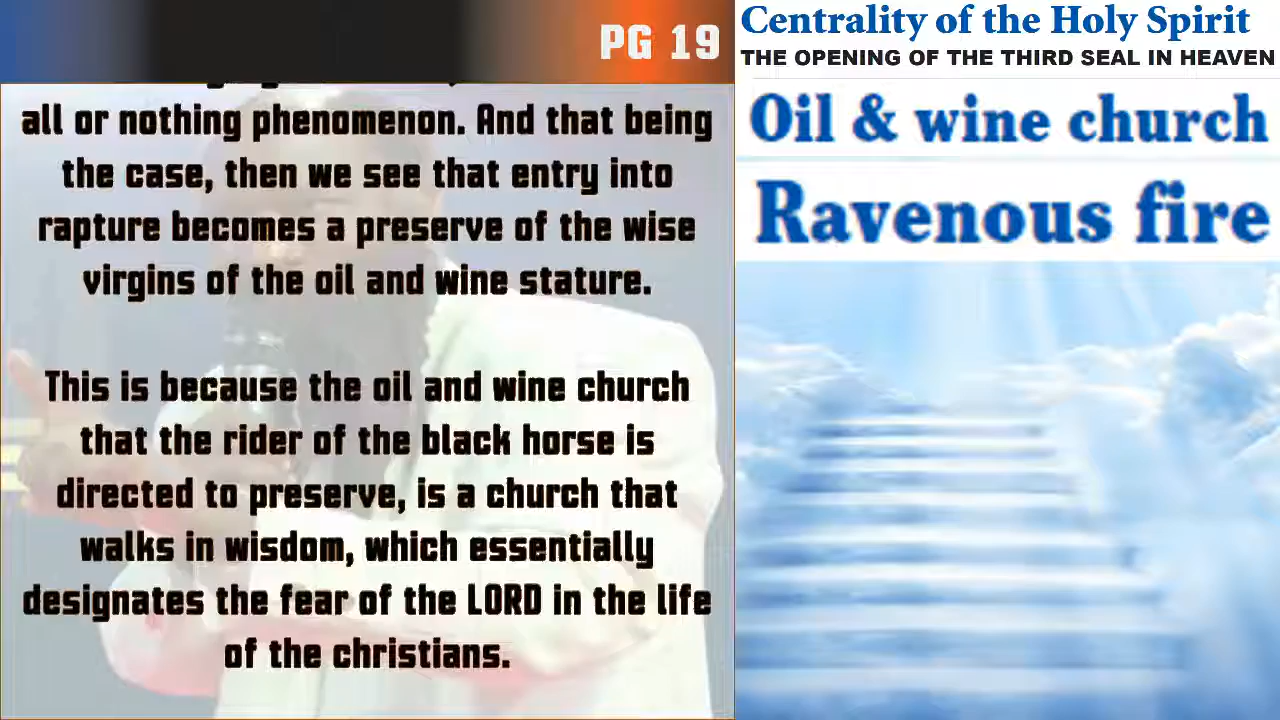 PG 19
all or nothing phenomenon. And that being
the case, then we see that entry into
rapture becomes a preserve of the wise
virgins of the oil and wine stature.
This is because the oil and wine church
that the rider of the black horse is
directed to preserve, is a church that
walks in wisdom, which essentially
designates the fear of the LORD in the life
of the christians.
Centrality of the Holy Spirit
THE OPENING OF THE THIRD SEAL IN HEAVEN
Oil & wine church
Ravenous fire